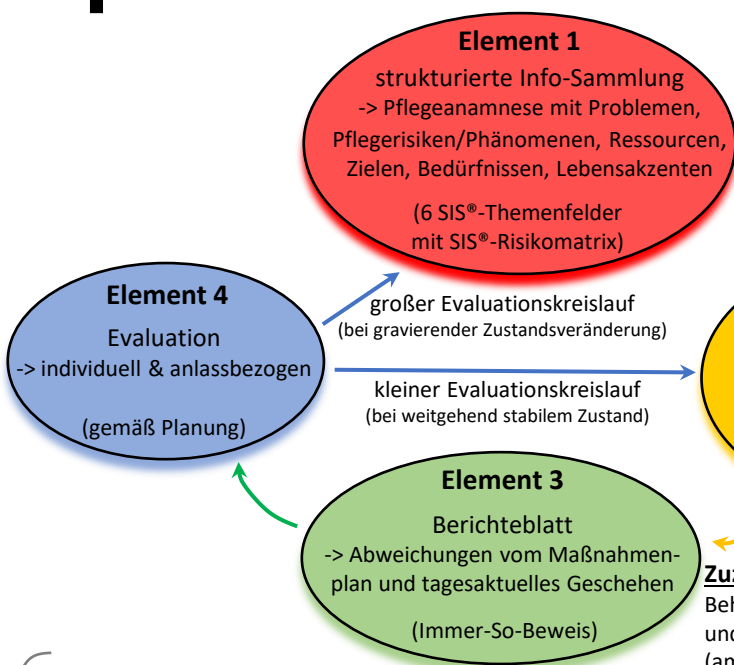 Element 1
strukturierte Info-Sammlung
-> Pflegeanamnese mit Problemen,
Pflegerisiken/Phänomenen, Ressourcen,
Zielen, Bedürfnissen, Lebensakzenten
(6 SIS®-Themenfelder
mit SIS®-Risikomatrix)
Element 4
Evaluation
-> individuell & anlassbezogen
(gemäß Planung)
großer Evaluationskreislauf
(bei gravierender Zustandsveränderung)
kleiner Evaluationskreislauf
(bei weitgehend stabilem Zustand)
Element 3
Berichteblatt
-> Abweichungen vom Maßnahmen-
plan und tagesaktuelles Geschehen
(Immer-So-Beweis)
und